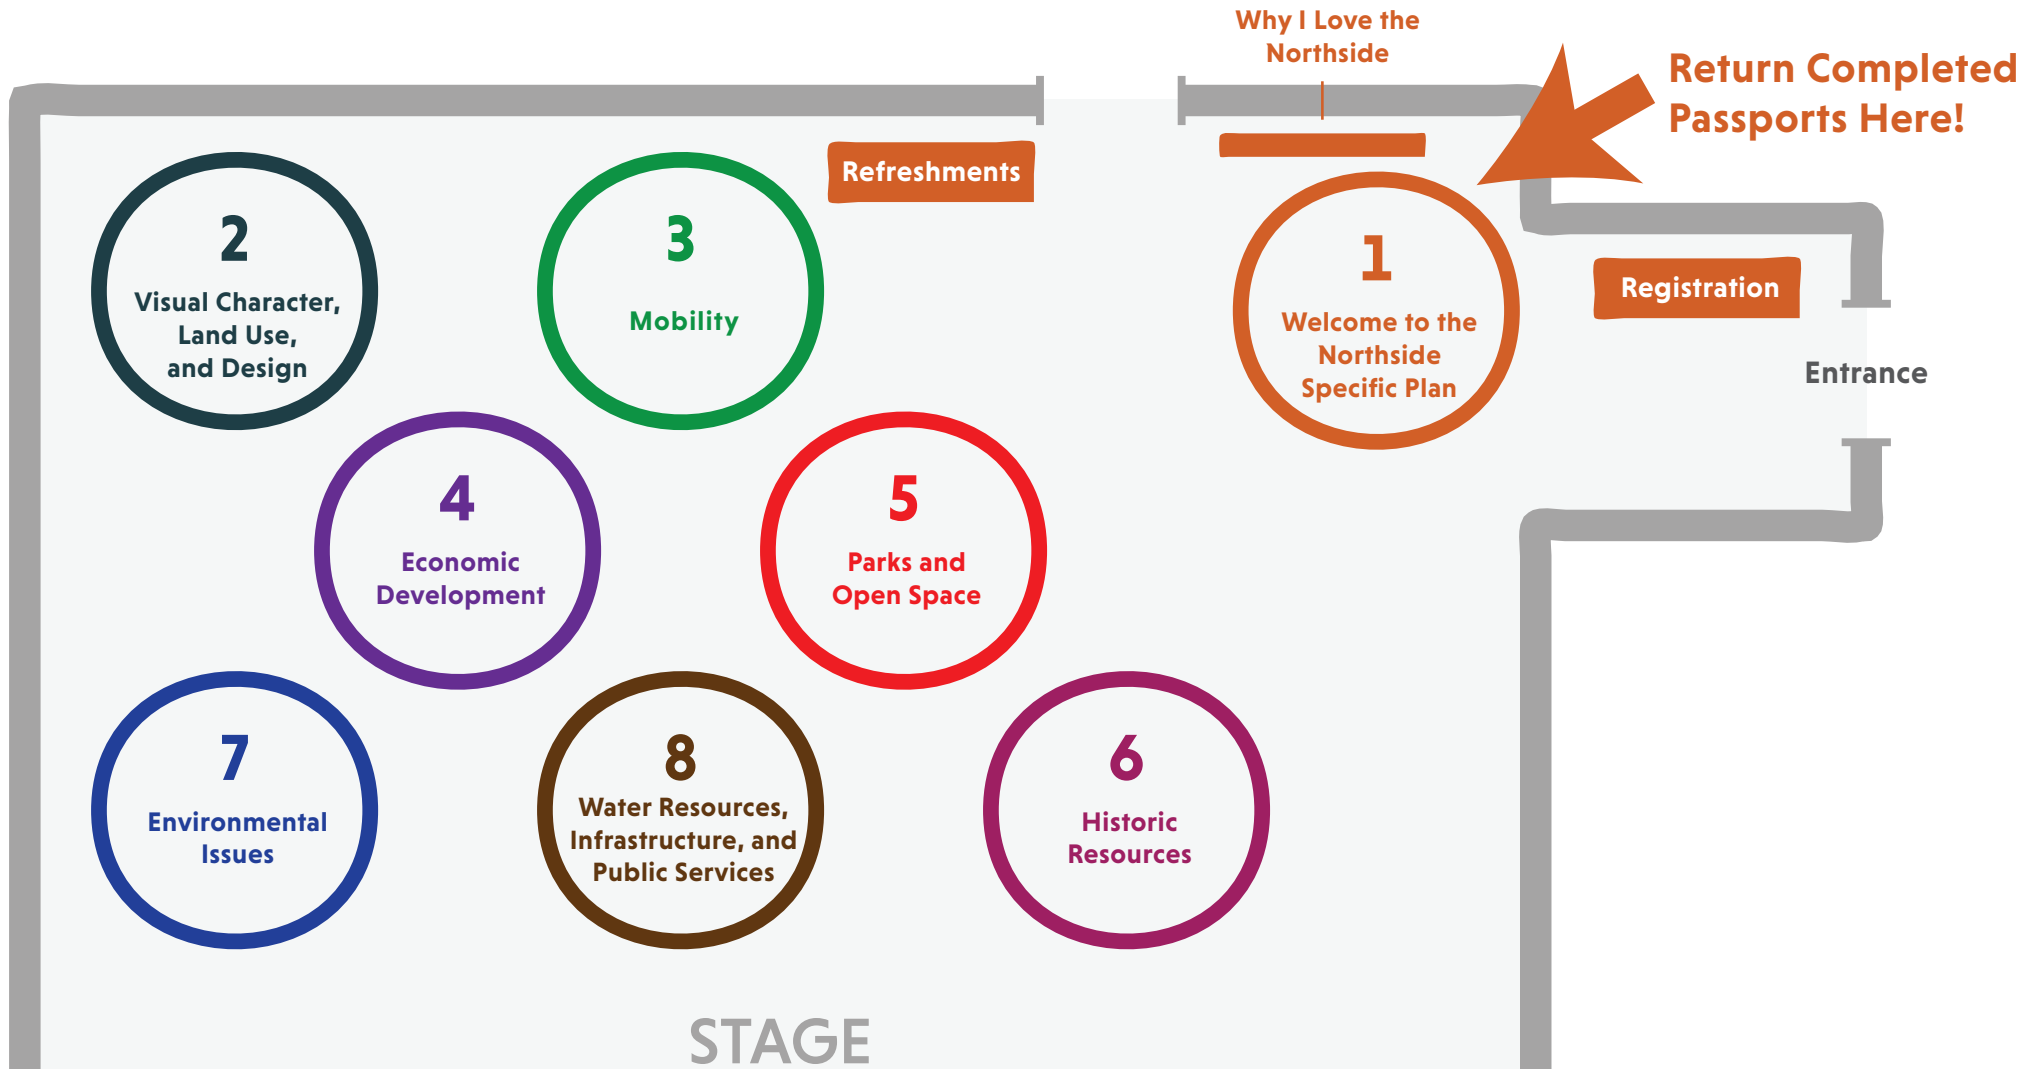 Why I Love the
Northside
Return Completed
Passports Here!
Refreshments
2
Visual Character,
Land Use,
and Design
3
Mobility
1
Welcome to the
Northside
Specific Plan
Registration
Entrance
4
Economic
Development
5
Parks and
Open Space
7
Environmental
Issues
8
Water Resources,
Infrastructure, and
Public Services
6
Historic
Resources
STAGE